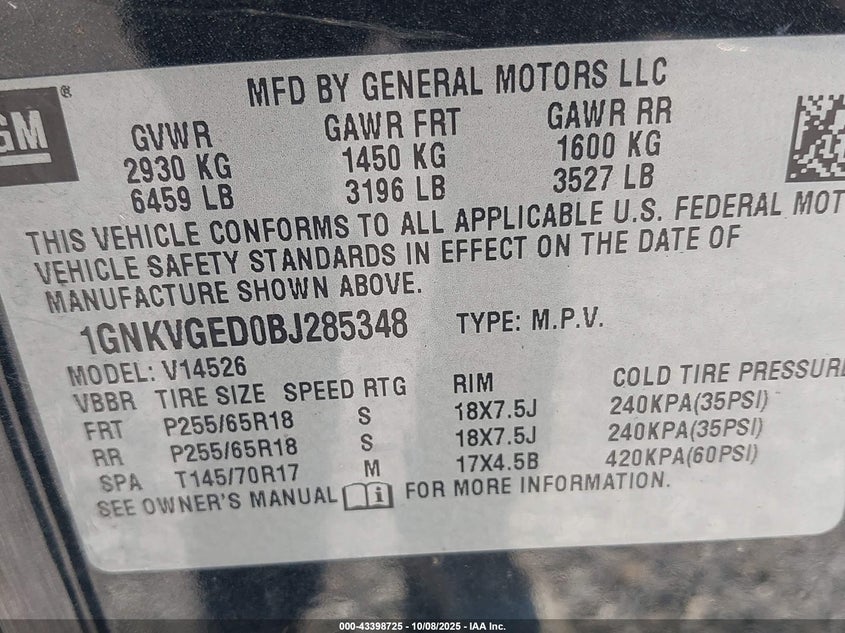 GM®
MFD BY GENERAL MOTORS LLC
GVWR GAWR FRT GAWR RR
2930 KG 1450 KG 1600 KG
6459 LB 3196 LB 3527 LB
THIS VEHICLE CONFORMS TO ALL APPLICABLE U.S. FEDERAL MOT
VEHICLE SAFETY STANDARDS IN EFFECT ON THE DATE OF
MANUFACTURE SHOWN ABOVE.
1GNKVGED0BJ285348 TYPE: M.P.V.
MODEL: V14526
VBBR TIRE SIZE SPEED RTG RIM COLD TIRE PRESSURE
FRT P255/65R18 S 18X7.5J 240KPA(35PSI)
RR P255/65R18 S 18X7.5J 240KPA(35PSI)
SPA T145/70R17 M 17X4.5B 420KPA(60PSI)
SEE OWNER'S MANUAL FOR MORE INFORMATION.
000-43398725 - 10/08/2025 - IAA Inc.